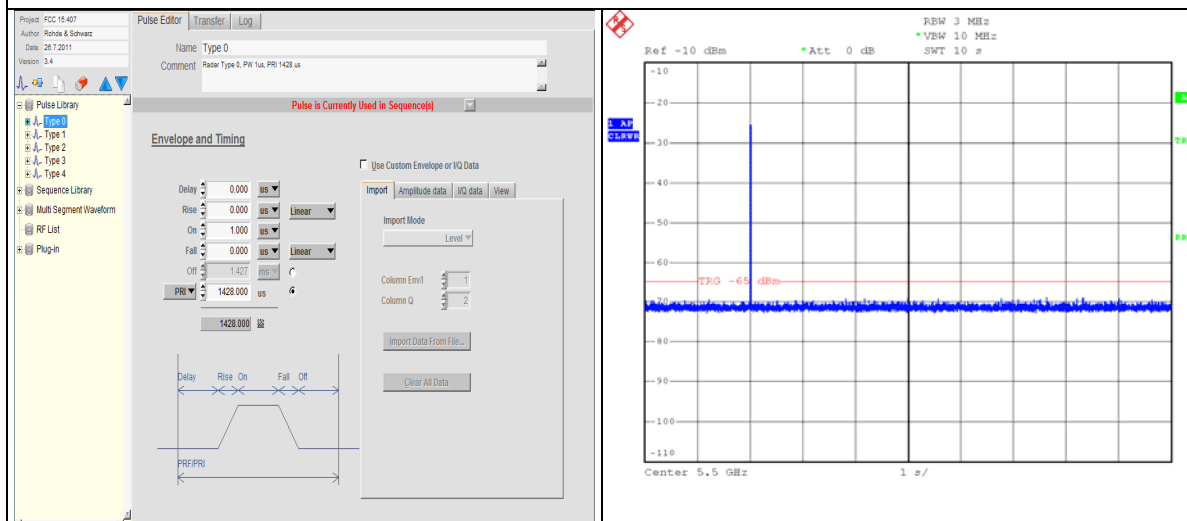 Project FCC 15.407
Author Rohde & Schwarz
Date 26.7.2011
Version 3.4
Pulse Library
Type 0
Type 1
Type 2
Type 3
Type 4
Sequence Library
Multi Segment Waveform
RF List
Plug-in
Pulse Editor Transfer Log
Name Type 0
Comment Radar Type 0, PW 1us, PRI 1428 us
Pulse is Currently Used in Sequence(s)
Envelope and Timing
Delay 0.000 us
Rise 0.000 us Linear
On 1.000 us
Fall 0.000 us Linear
Off 1.427 ms
PRI 1428.000 us
1428.000
Delay Rise On Fall Off
PRF/PRI
Use Custom Envelope or I/Q Data
Import Amplitude data I/Q data View
Import Mode
Level
Column Env/I 1
Column Q 2
Import Data From File...
Clear All Data
RBW 3 MHz
*VBW 10 MHz
Ref -10 dBm *Att 0 dB SWT 10 s
-10
-20
A
1 AP
CLRWR
TR
-30
-40
-50
PR
-60
TRG -65 dBm
-70
-80
-90
-100
-110
Center 5.5 GHz 1 s/